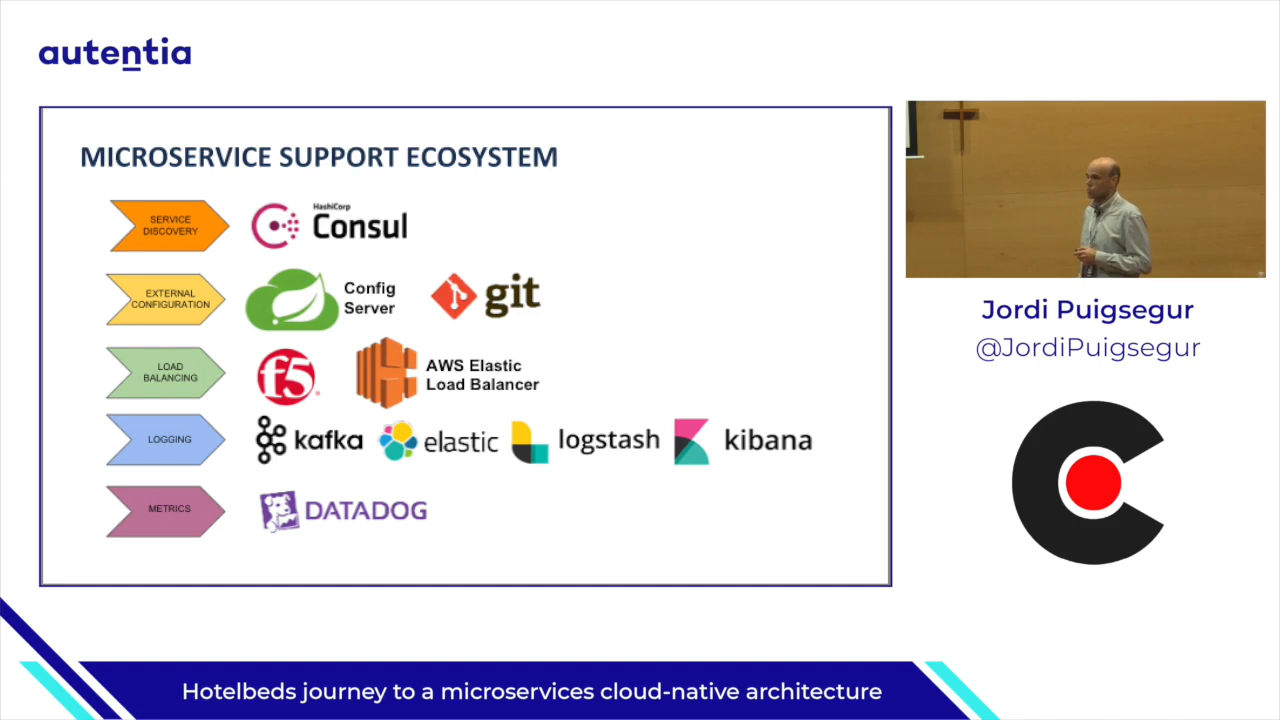 autentia
MICROSERVICE SUPPORT ECOSYSTEM
SERVICE
DISCOVERY
HashiCorp
Consul
EXTERNAL
CONFIGURATION
Config
Server
git
LOAD
BALANCING
f5
AWS Elastic
Load Balancer
LOGGING
kafka
elastic
logstash
kibana
METRICS
DATADOG
Jordi Puigsegur
@JordiPuigsegur
Hotelbeds journey to a microservices cloud-native architecture